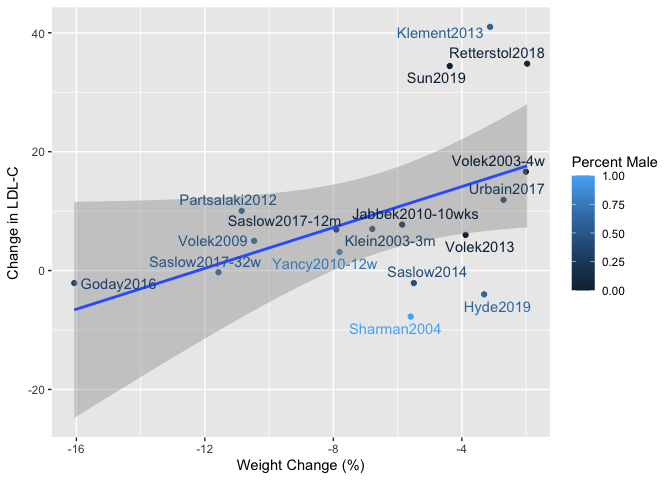 Klement2013
Retterstol2018
Sun2019
Volek2003-4w
Urbain2017
Partsalaki2012
Jabbek2010-10wks
Saslow2017-12m
Volek2009
Klein2003-3m
Volek2013
Saslow2017-32w
Yancy2010-12w
Saslow2014
Goday2016
Hyde2019
Sharman2004
40
20
0
-20
Change in LDL-C
-16
-12
-8
-4
Weight Change (%)
Percent Male
1.00
0.75
0.50
0.25
0.00